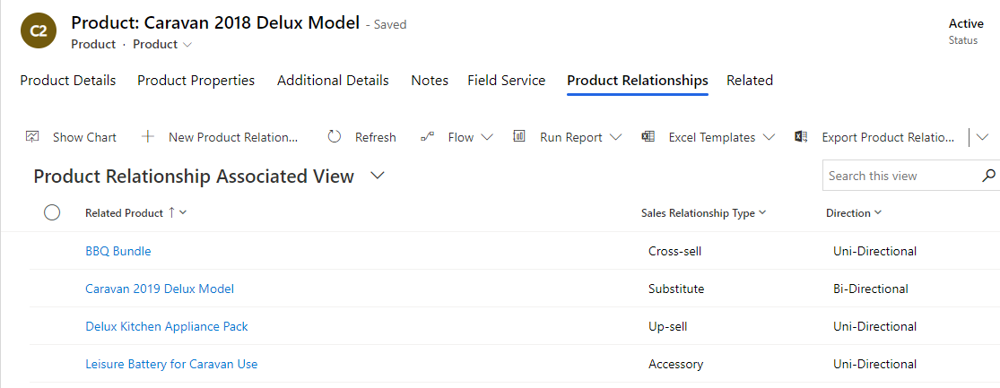 C2
Product: Caravan 2018 Delux Model - Saved
Product · Product
Active
Status
Product Details Product Properties Additional Details Notes Field Service Product Relationships Related
Show Chart New Product Relation... Refresh Flow Run Report Excel Templates Export Product Relatio...
Product Relationship Associated View
Search this view
Related Product ↑ Sales Relationship Type Direction
BBQ Bundle Cross-sell Uni-Directional
Caravan 2019 Delux Model Substitute Bi-Directional
Delux Kitchen Appliance Pack Up-sell Uni-Directional
Leisure Battery for Caravan Use Accessory Uni-Directional